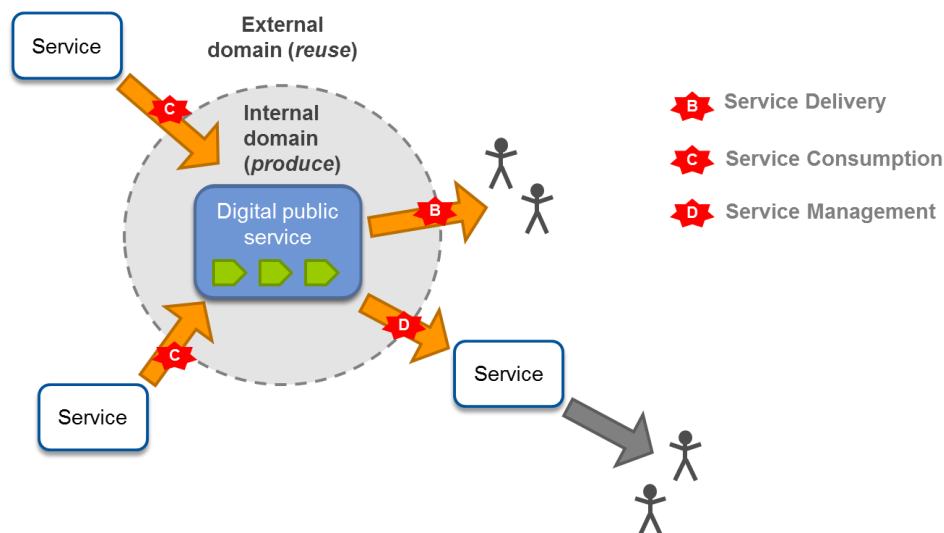 External
domain (reuse)
Service
C
Internal
domain
(produce)
Digital public
service
B
D
C
Service
Service
B Service Delivery
C Service Consumption
D Service Management